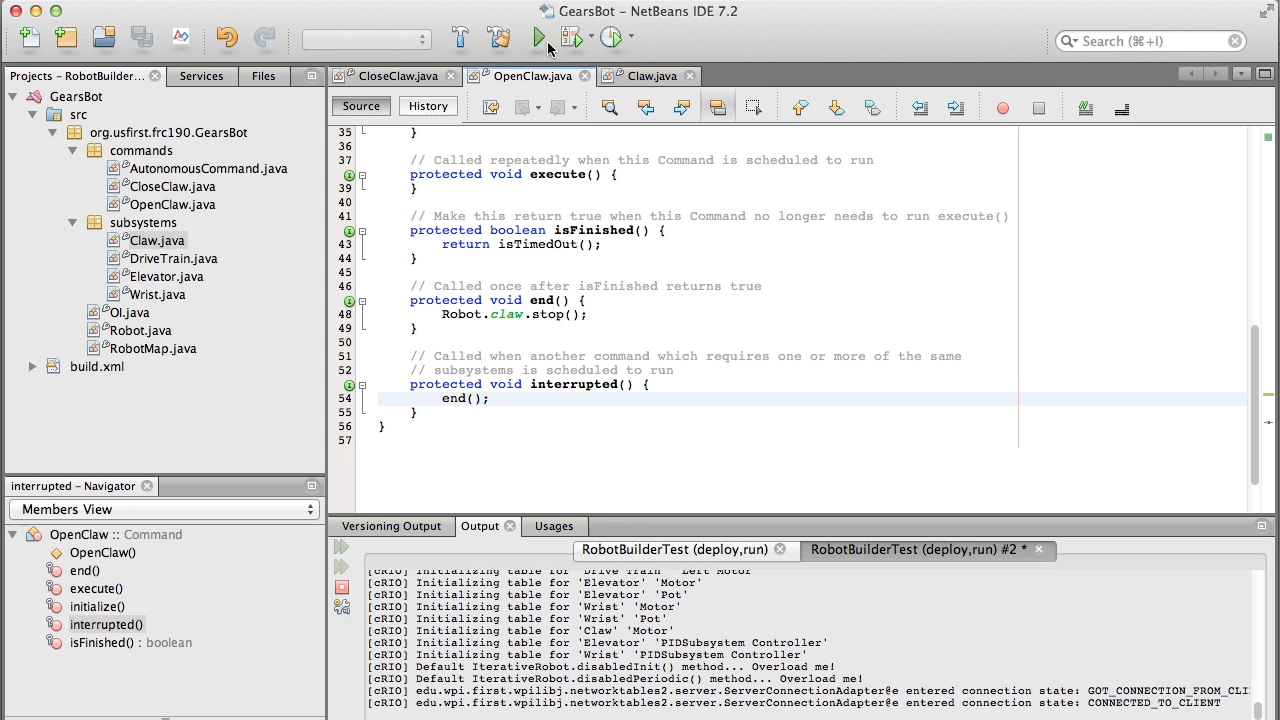 GearsBot – NetBeans IDE 7.2
Search (⌘+I)
Projects – RobotBuilder...
Services
Files
CloseClaw.java
OpenClaw.java
Claw.java
Source
History
GearsBot
src
org.usfirst.frc190.GearsBot
commands
AutonomousCommand.java
CloseClaw.java
OpenClaw.java
subsystems
Claw.java
DriveTrain.java
Elevator.java
Wrist.java
OI.java
Robot.java
RobotMap.java
build.xml
35 }
36
37 // Called repeatedly when this Command is scheduled to run
38 protected void execute() {
39 }
40
41 // Make this return true when this Command no longer needs to run execute()
protected boolean isFinished() {
43 return isTimedOut();
44 }
45
46 // Called once after isFinished returns true
protected void end() {
48 Robot.claw.stop();
49 }
50
51 // Called when another command which requires one or more of the same
52 // subsystems is scheduled to run
protected void interrupted() {
54 end();
55 }
56 }
57
interrupted – Navigator
Members View
OpenClaw :: Command
OpenClaw()
end()
execute()
initialize()
interrupted()
isFinished() : boolean
Versioning Output
Output
Usages
RobotBuilderTest (deploy,run)
RobotBuilderTest (deploy,run) #2 *
[cRIO] Initializing table for 'Drive Train' 'Left Motor'
[cRIO] Initializing table for 'Elevator' 'Motor'
[cRIO] Initializing table for 'Elevator' 'Pot'
[cRIO] Initializing table for 'Wrist' 'Motor'
[cRIO] Initializing table for 'Wrist' 'Pot'
[cRIO] Initializing table for 'Claw' 'Motor'
[cRIO] Initializing table for 'Elevator' 'PIDSubsystem Controller'
[cRIO] Initializing table for 'Wrist' 'PIDSubsystem Controller'
[cRIO] Default IterativeRobot.disabledInit() method... Overload me!
[cRIO] Default IterativeRobot.disabledPeriodic() method... Overload me!
[cRIO] edu.wpi.first.wpilibj.networktables2.server.ServerConnectionAdapter@e entered connection state: GOT_CONNECTION_FROM_CLI
[cRIO] edu.wpi.first.wpilibj.networktables2.server.ServerConnectionAdapter@e entered connection state: CONNECTED_TO_CLIENT